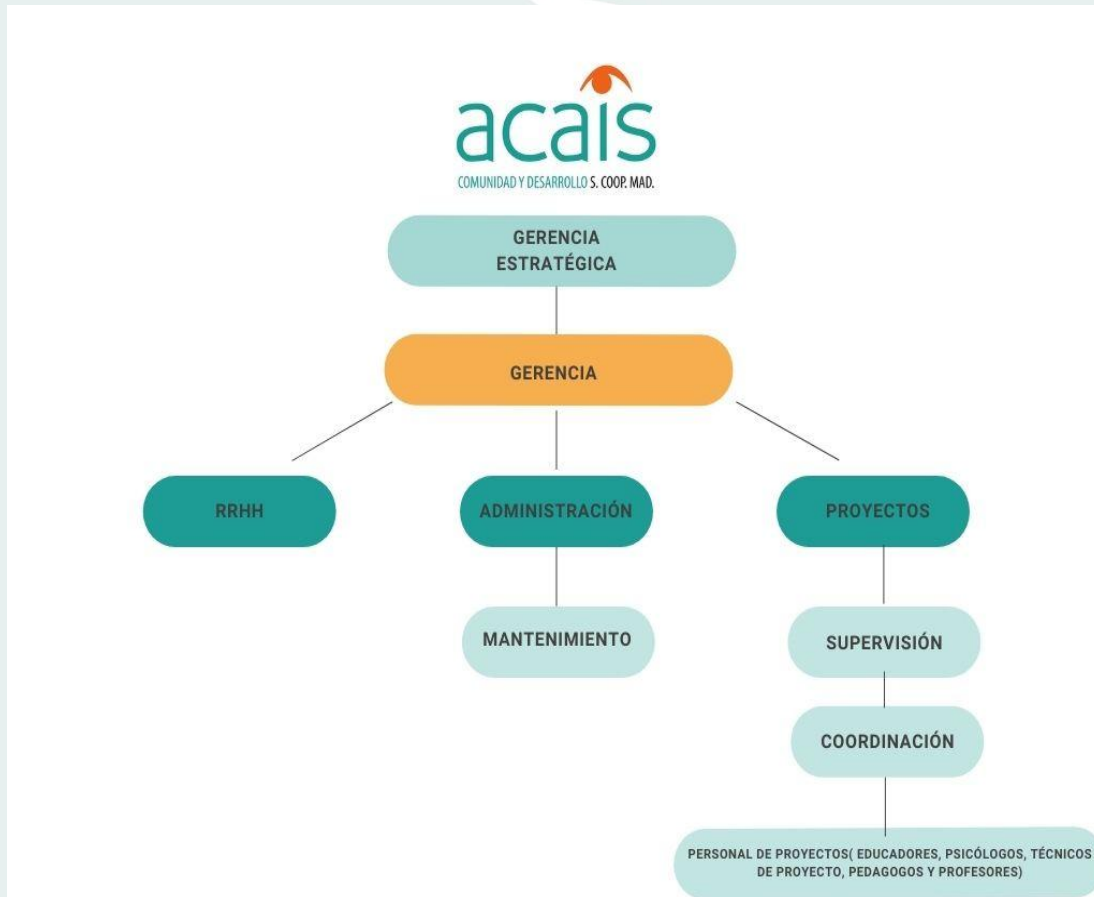 acais
COMUNIDAD Y DESARROLLO S. COOP. MAD.
GERENCIA
ESTRATÉGICA
GERENCIA
RRHH
ADMINISTRACIÓN
PROYECTOS
MANTENIMIENTO
SUPERVISIÓN
COORDINACIÓN
PERSONAL DE PROYECTOS( EDUCADORES, PSICÓLOGOS, TÉCNICOS
DE PROYECTO, PEDAGOGOS Y PROFESORES)